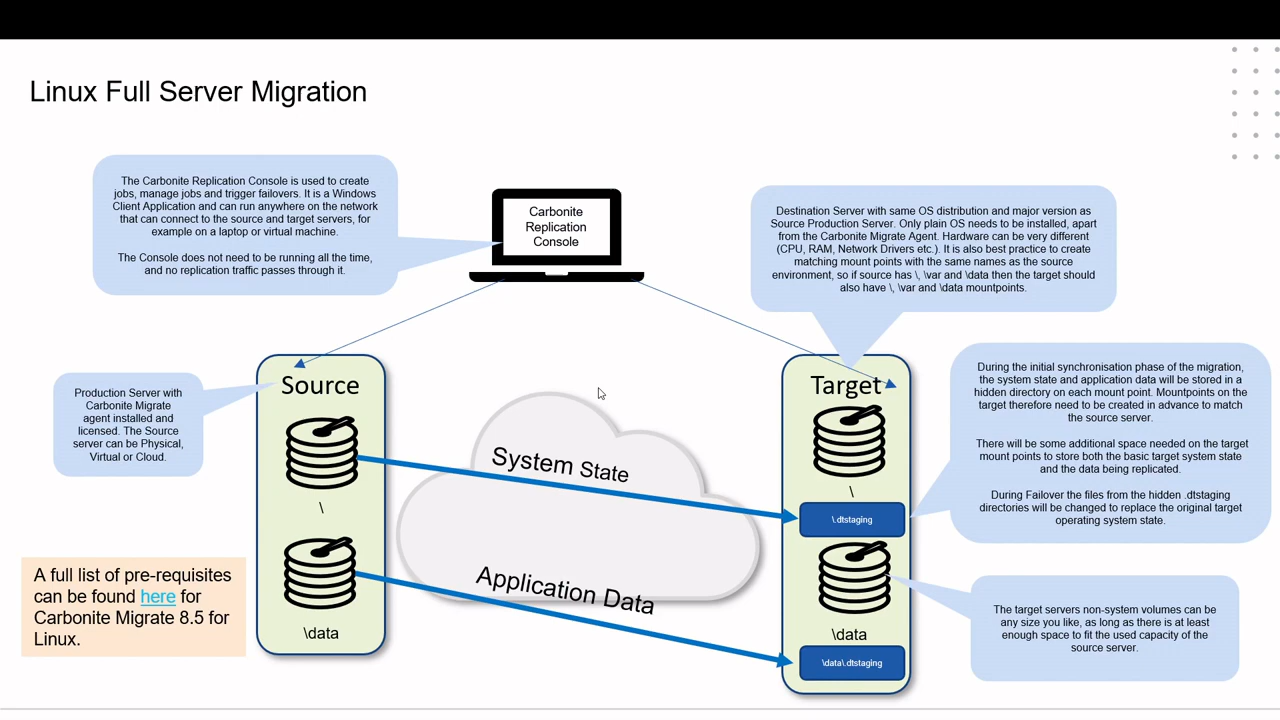 Linux Full Server Migration
The Carbonite Replication Console is used to create
jobs, manage jobs and trigger failovers. It is a Windows
Client Application and can run anywhere on the network
that can connect to the source and target servers, for
example on a laptop or virtual machine.
The Console does not need to be running all the time,
and no replication traffic passes through it.
Carbonite
Replication
Console
Destination Server with same OS distribution and major version as
Source Production Server. Only plain OS needs to be installed, apart
from the Carbonite Migrate Agent. Hardware can be very different
(CPU, RAM, Network Drivers etc.). It is also best practice to create
matching mount points with the same names as the source
environment, so if source has \, \var and \data then the target should
also have \, \var and \data mountpoints.
Production Server with
Carbonite Migrate
agent installed and
licensed. The Source
server can be Physical,
Virtual or Cloud.
Source
\
\data
System State
Application Data
Target
\
\.dtstaging
\data
\data\.dtstaging
During the initial synchronisation phase of the migration,
the system state and application data will be stored in a
hidden directory on each mount point. Mountpoints on the
target therefore need to be created in advance to match
the source server.
There will be some additional space needed on the target
mount points to store both the basic target system state
and the data being replicated.
During Failover the files from the hidden .dtstaging
directories will be changed to replace the original target
operating system state.
The target servers non-system volumes can be
any size you like, as long as there is at least
enough space to fit the used capacity of the
source server.
A full list of pre-requisites
can be found here for
Carbonite Migrate 8.5 for
Linux.